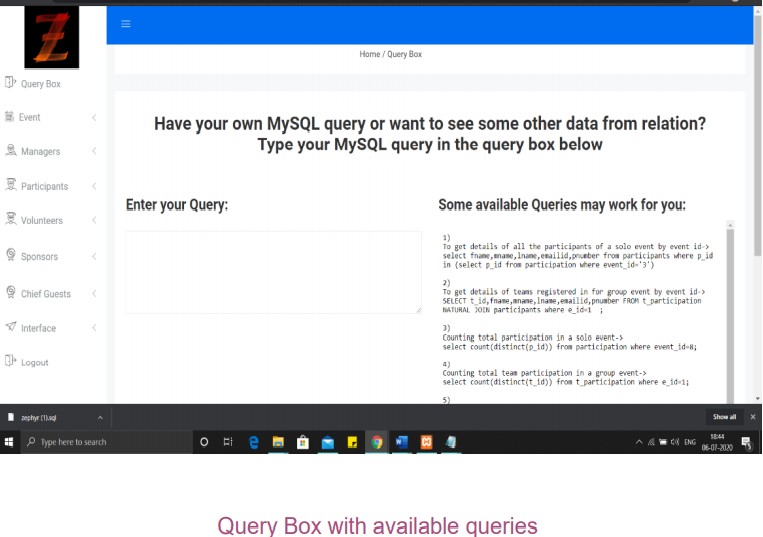 Z
Home / Query Box
Query Box
Event
Managers
Participants
Volunteers
Sponsors
Chief Guests
Interface
Logout
Have your own MySQL query or want to see some other data from relation?
Type your MySQL query in the query box below
Enter your Query:
Some available Queries may work for you:
1)
To get details of all the participants of a solo event by event id->
select fname,mname,lname,emailid,pnumber from participants where p_id
in (select p_id from participation where event_id='3')
2)
To get details of teams registered in for group event by event id->
SELECT t_id,fname,mname,lname,emailid,pnumber FROM t_participation
NATURAL JOIN participants where e_id=1 ;
3)
Counting total participation in a solo event->
select count(distinct(p_id)) from participation where event_id=8;
4)
Counting total team participation in a group event->
select count(distinct(t_id)) from t_participation where e_id=1;
5)
zephyr (1).sql
Show all
Type here to search
ENG
18:44
06-07-2020
Query Box with available queries